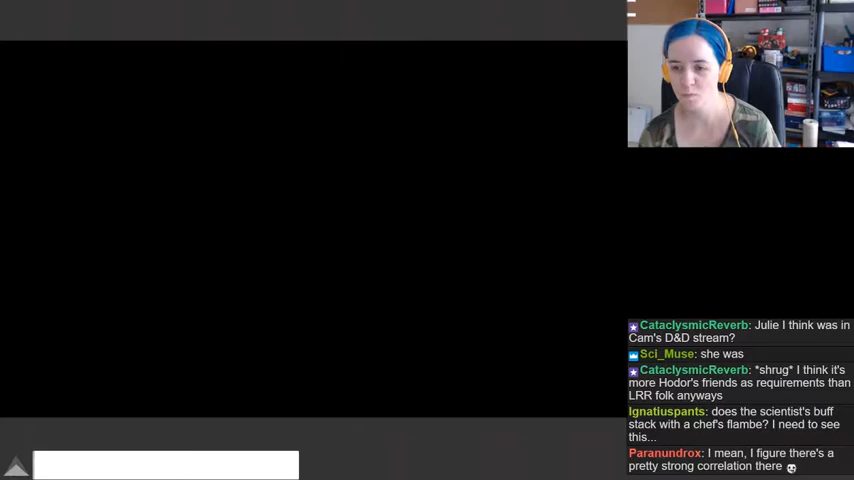 CataclysmicReverb: Julie I think was in
Cam's D&D stream?
Sci_Muse: she was
CataclysmicReverb: *shrug* I think it's
more Hodor's friends as requirements than
LRR folk anyways
Ignatiuspants: does the scientist's buff
stack with a chef's flambe? I need to see
this...
Paranundrox: I mean, I figure there's a
pretty strong correlation there